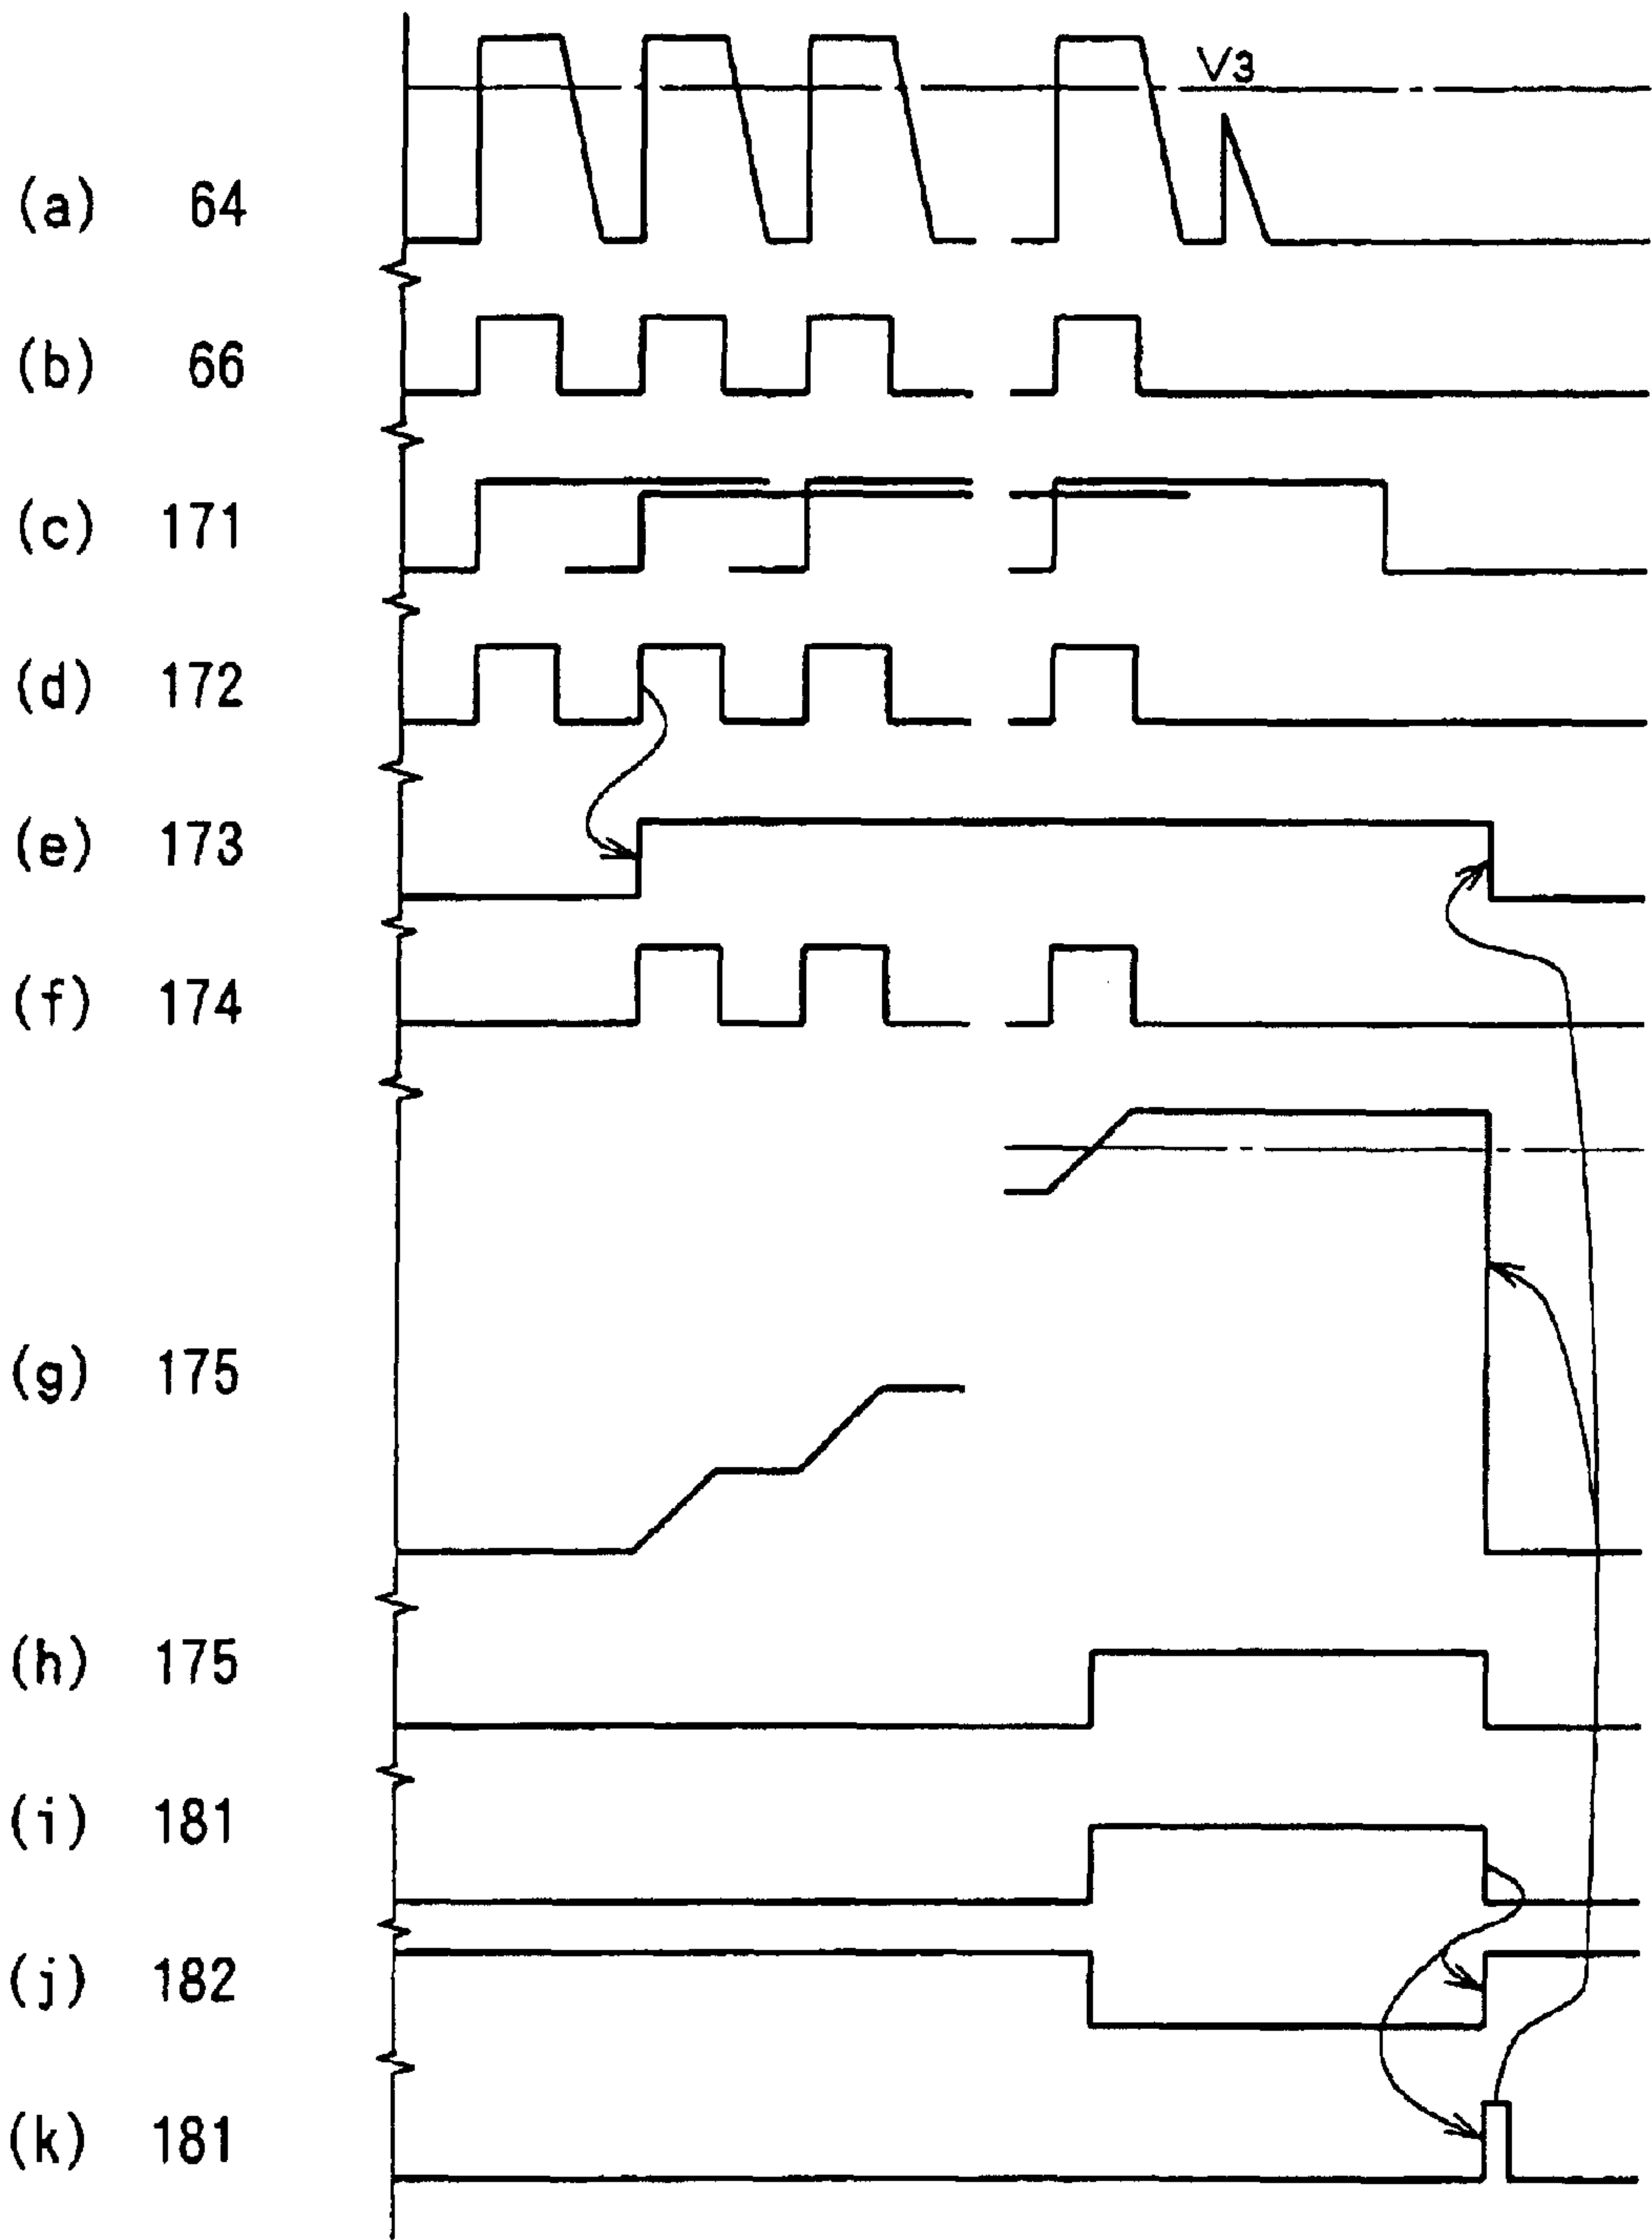 V3
(a) 64
(b) 66
(c) 171
(d) 172
(e) 173
(f) 174
(g) 175
(h) 175
(i) 181
(j) 182
(k) 181